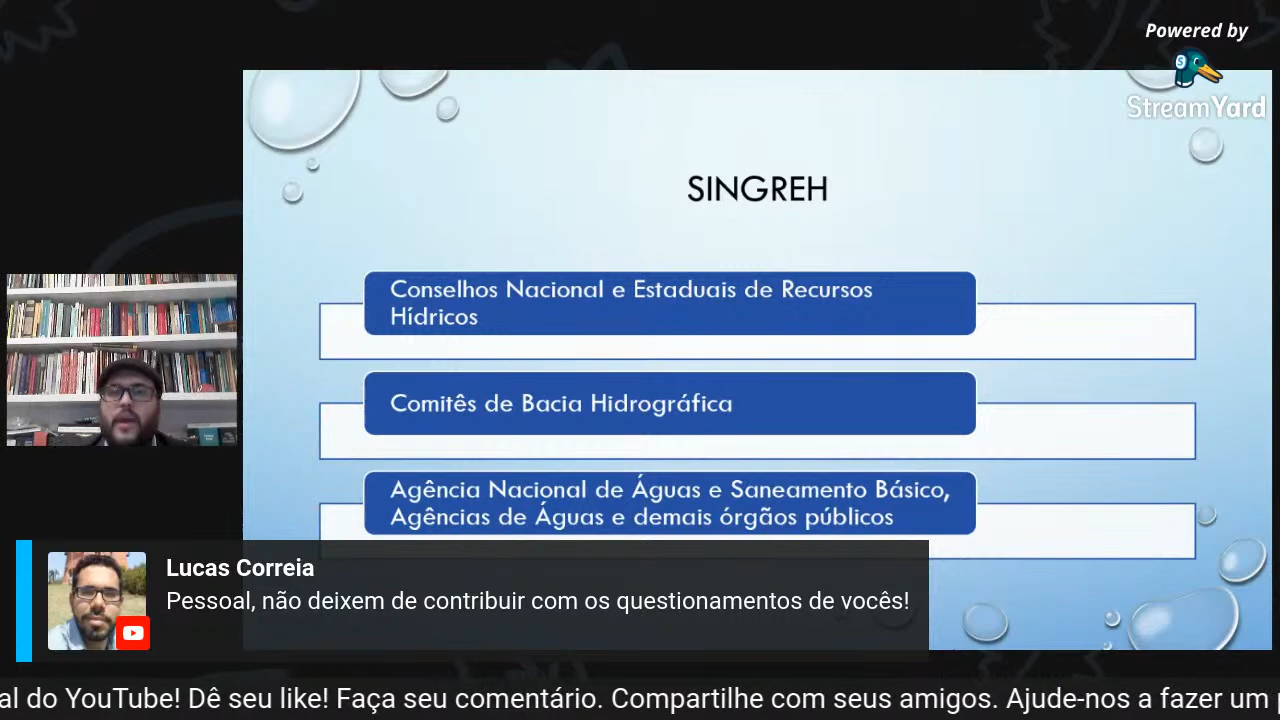 Powered by
StreamYard
SINGREH
Conselhos Nacional e Estaduais de Recursos
Hídricos
Comitês de Bacia Hidrográfica
Agência Nacional de Águas e Saneamento Básico,
Agências de Águas e demais órgãos públicos
Lucas Correia
Pessoal, não deixem de contribuir com os questionamentos de vocês!
al do YouTube! Dê seu like! Faça seu comentário. Compartilhe com seus amigos. Ajude-nos a fazer um